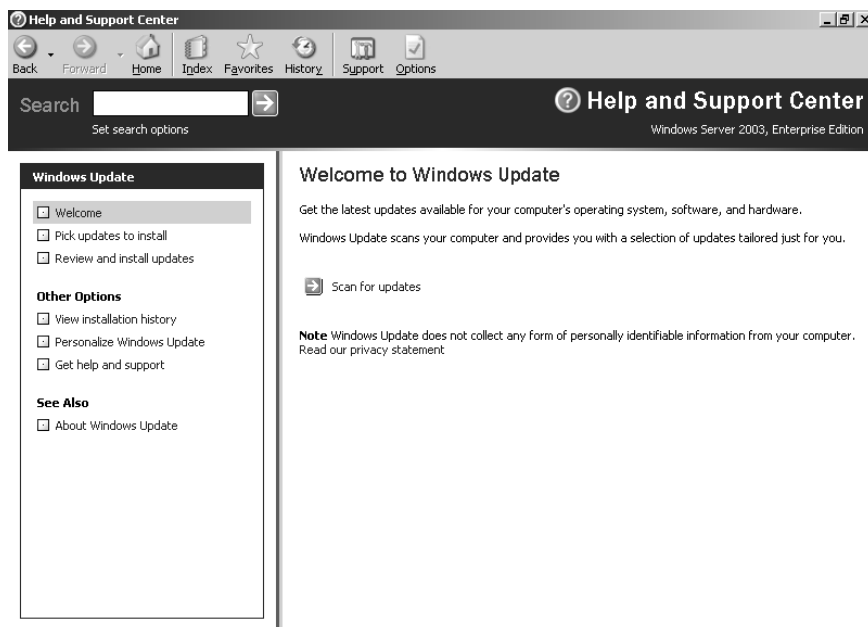 Help and Support Center
Back Forward Home Index Favorites History Support Options
Search
Set search options
Help and Support Center
Windows Server 2003, Enterprise Edition
Windows Update
Welcome
Pick updates to install
Review and install updates
Other Options
View installation history
Personalize Windows Update
Get help and support
See Also
About Windows Update
Welcome to Windows Update
Get the latest updates available for your computer's operating system, software, and hardware.
Windows Update scans your computer and provides you with a selection of updates tailored just for you.
Scan for updates
Note Windows Update does not collect any form of personally identifiable information from your computer.
Read our privacy statement